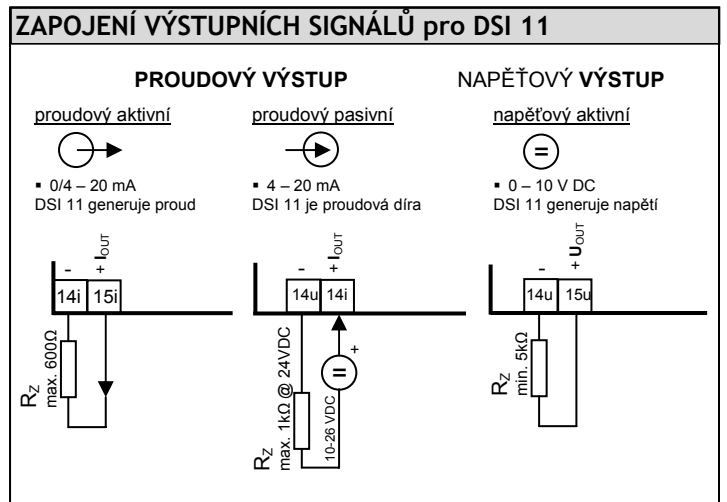 ZAPOJENÍ VÝSTUPNÍCH SIGNÁLŮ pro DSI 11
PROUDOVÝ VÝSTUP
NAPĚŤOVÝ VÝSTUP
proudový aktivní
▪ 0/4 – 20 mA
DSI 11 generuje proud
- + IOUT
14i 15i
RZ
max. 600Ω
proudový pasivní
▪ 4 – 20 mA
DSI 11 je proudová díra
- + IOUT
14u 14i
RZ
max. 1kΩ @ 24VDC
10-26 VDC
= +
napěťový aktivní
=
▪ 0 – 10 V DC
DSI 11 generuje napětí
- + UOUT
14u 15u
RZ
min. 5kΩ